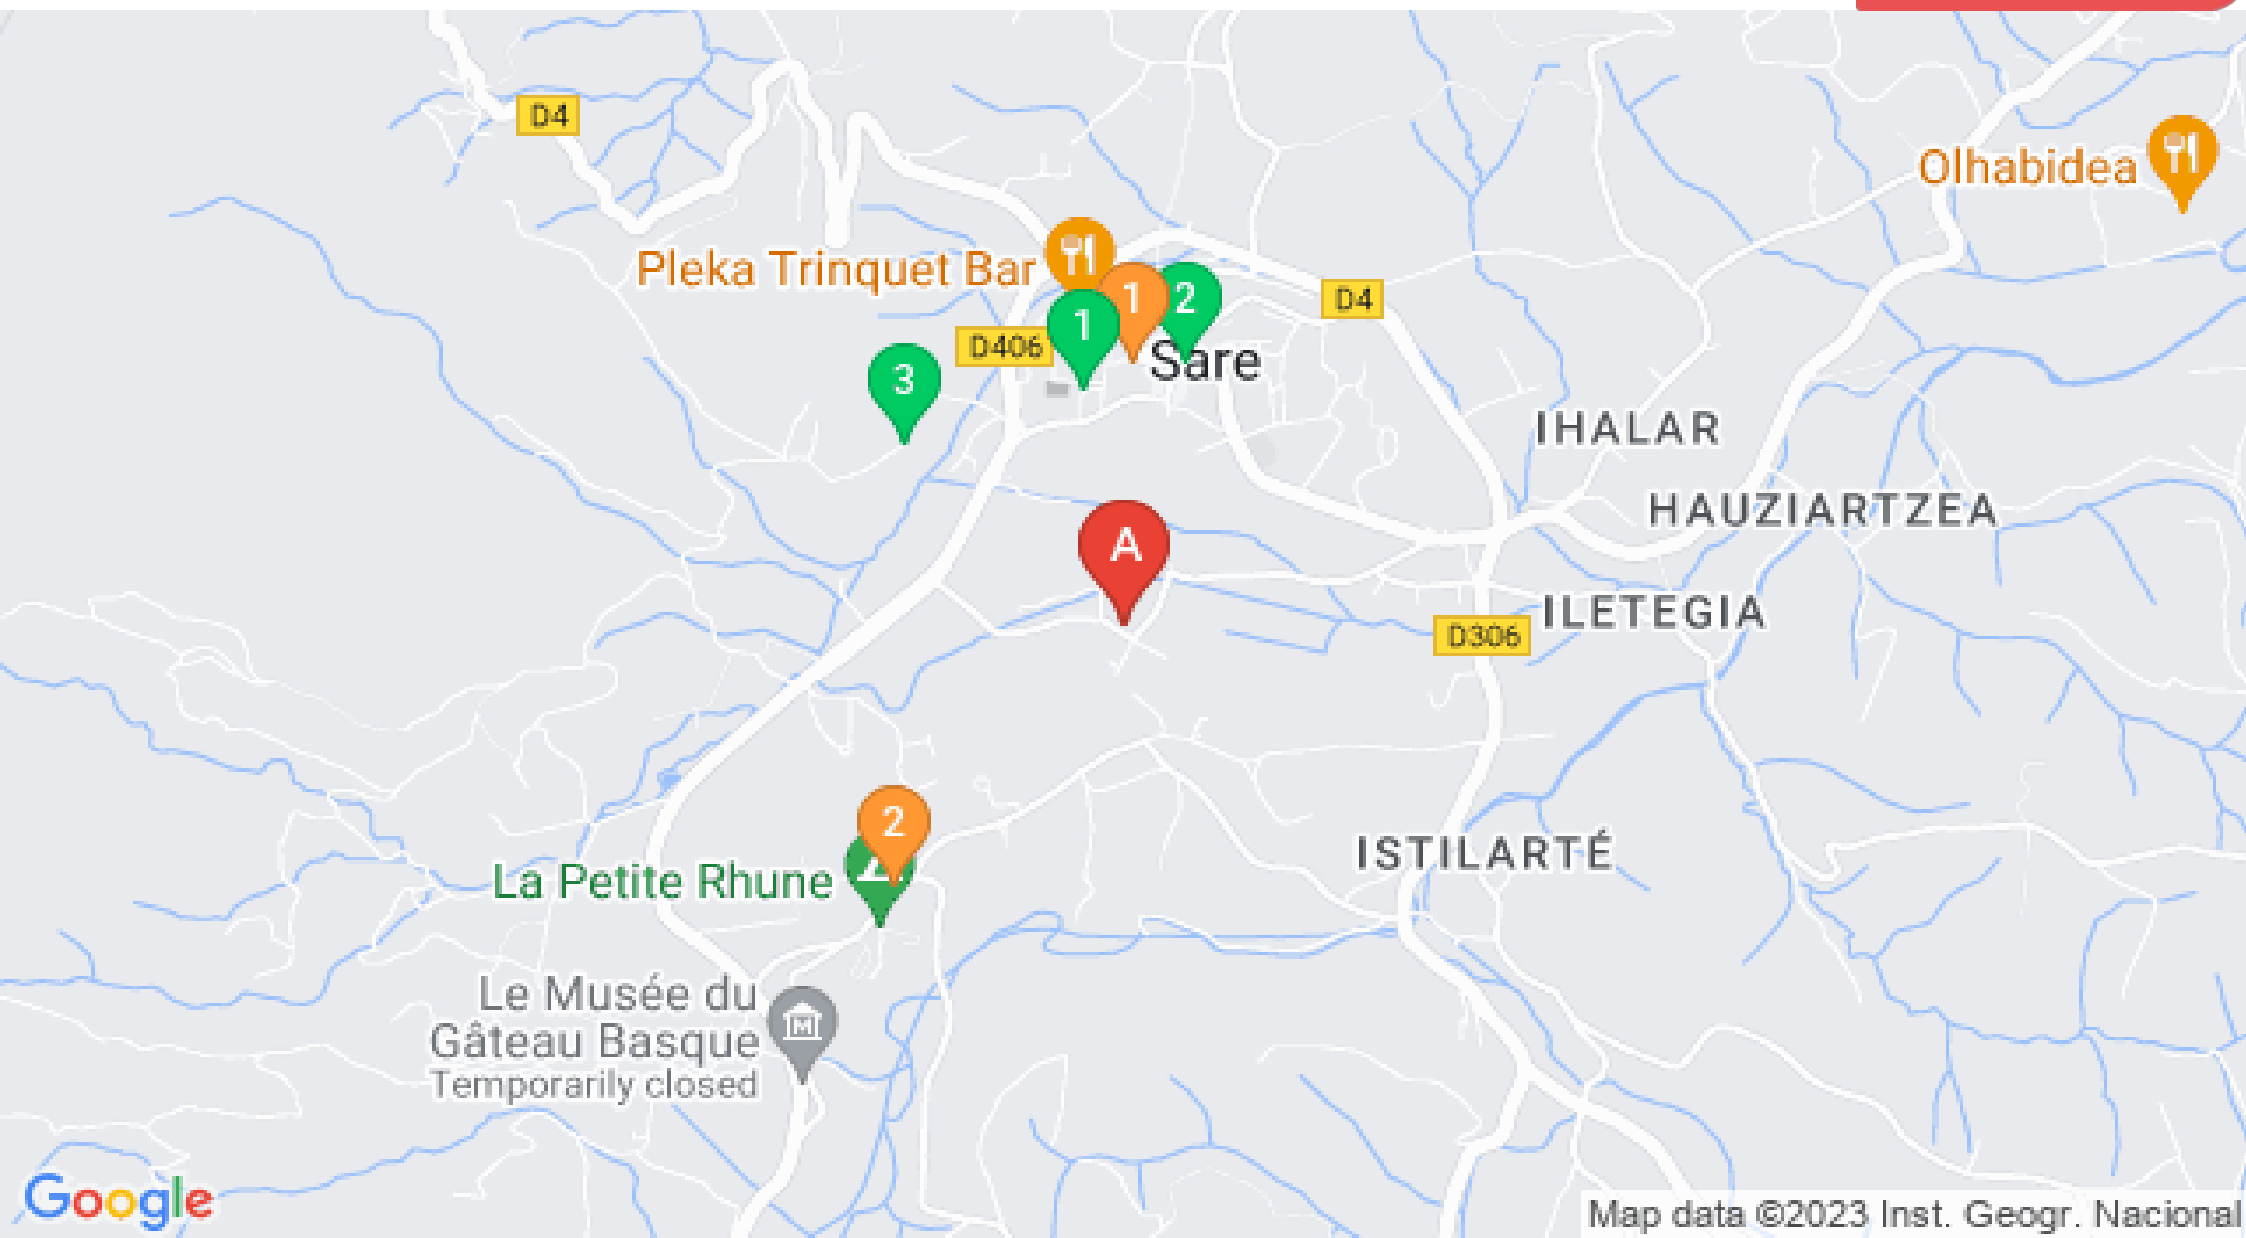 D4
Olhabidea
Pleka Trinquet Bar
1
2
D4
1
D406
Sare
3
IHALAR
HAUZIARTZEA
A
ILETEGIA
D306
2
ISTILARTÉ
La Petite Rhune
Le Musée du
Gâteau Basque
Temporarily closed
Google
Map data ©2023 Inst. Geogr. Nacional